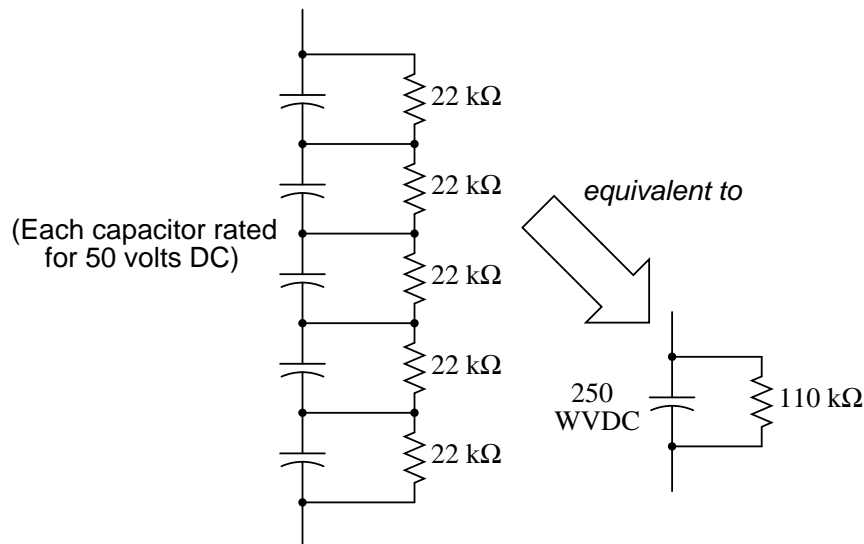 22 kΩ
22 kΩ
(Each capacitor rated
for 50 volts DC)
22 kΩ
22 kΩ
22 kΩ
equivalent to
250
WVDC
110 kΩ